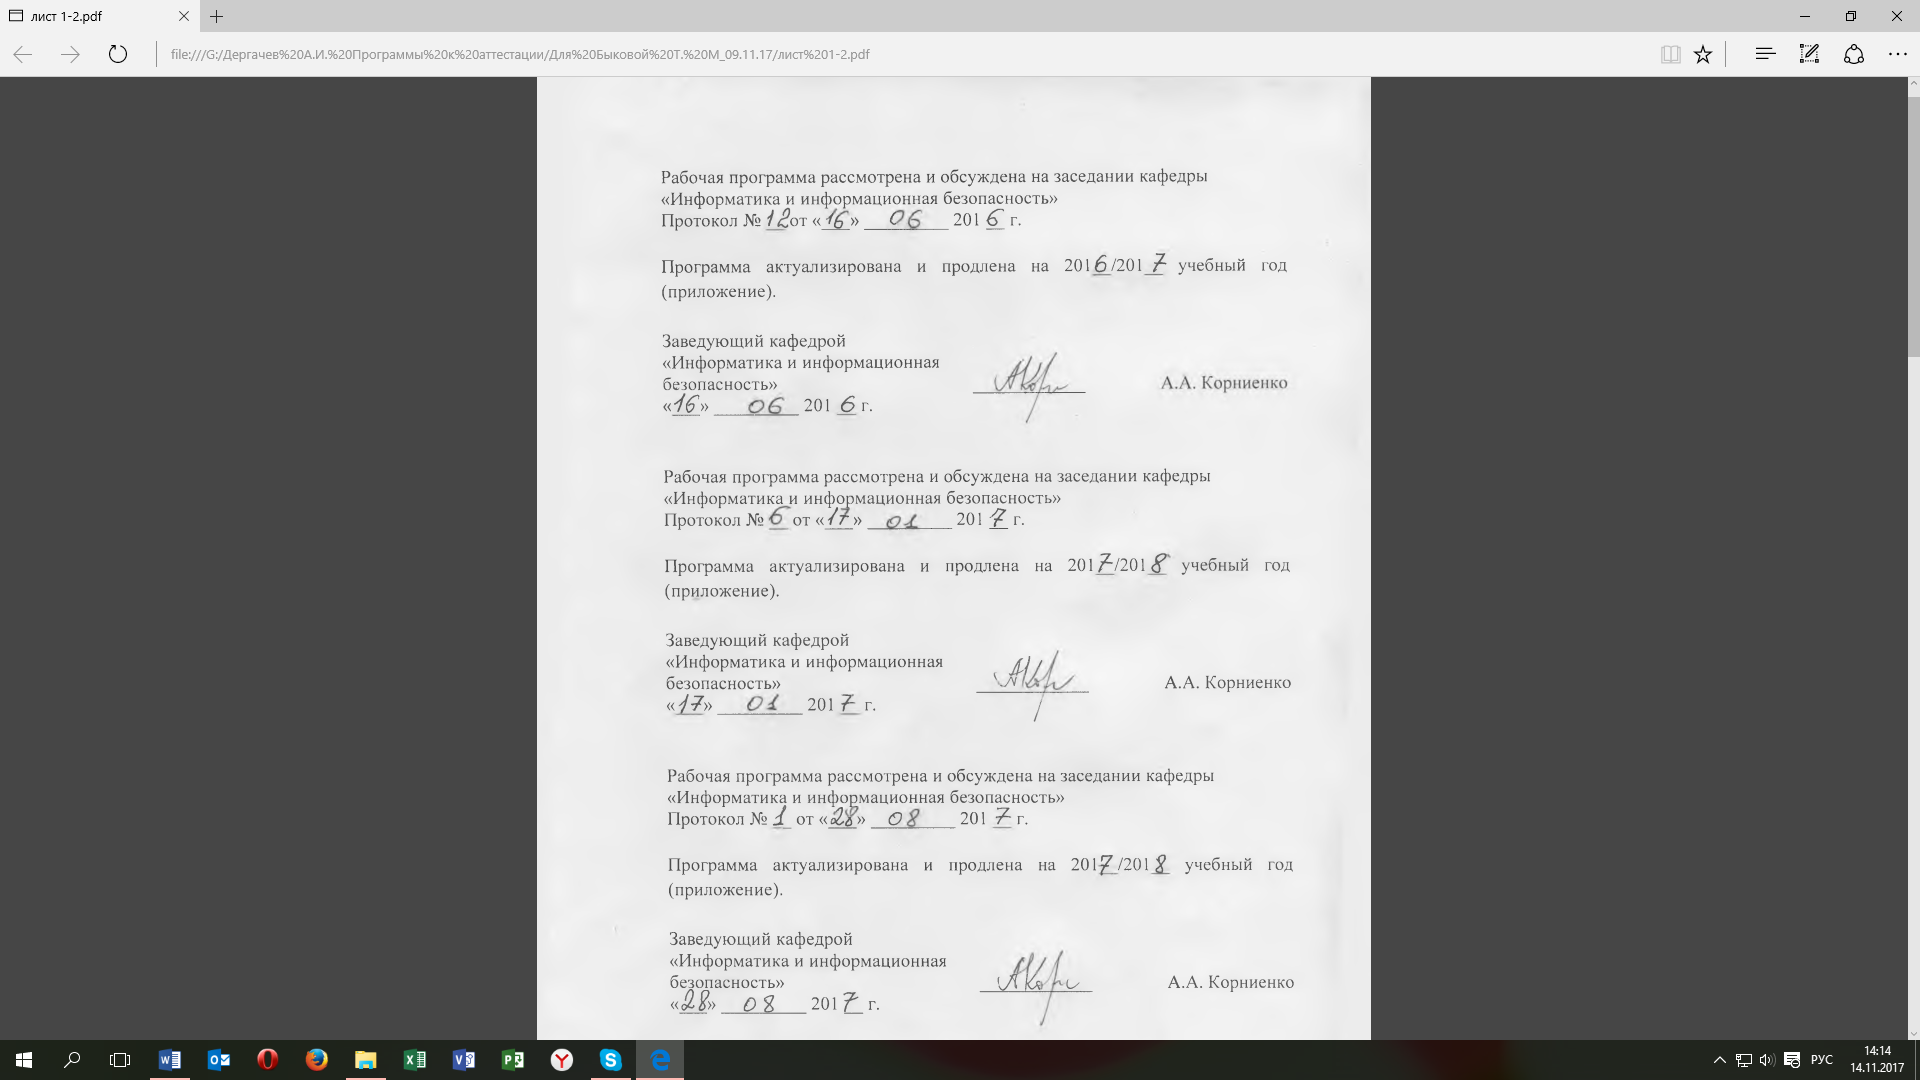 лист 1-2.pdf
file:///G:/Дергачев%20А.И.%20Программы%20к%20аттестации/Для%20Быковой%20Т.%20М_09.11.17/лист%201-2.pdf
Рабочая программа рассмотрена и обсуждена на заседании кафедры
«Информатика и информационная безопасность»
Протокол № 12 от «16» 06 2016 г.
Программа актуализирована и продлена на 2016/2017 учебный год
(приложение).
Заведующий кафедрой
«Информатика и информационная
безопасность» А.А. Корниенко
«16» 06 2016 г.
Рабочая программа рассмотрена и обсуждена на заседании кафедры
«Информатика и информационная безопасность»
Протокол № 6 от «17» 01 2017 г.
Программа актуализирована и продлена на 2017/2018 учебный год
(приложение).
Заведующий кафедрой
«Информатика и информационная
безопасность» А.А. Корниенко
«17» 01 2017 г.
Рабочая программа рассмотрена и обсуждена на заседании кафедры
«Информатика и информационная безопасность»
Протокол № 1 от «28» 08 2017 г.
Программа актуализирована и продлена на 2017/2018 учебный год
(приложение).
Заведующий кафедрой
«Информатика и информационная
безопасность» А.А. Корниенко
«28» 08 2017 г.
РУС
14:14
14.11.2017